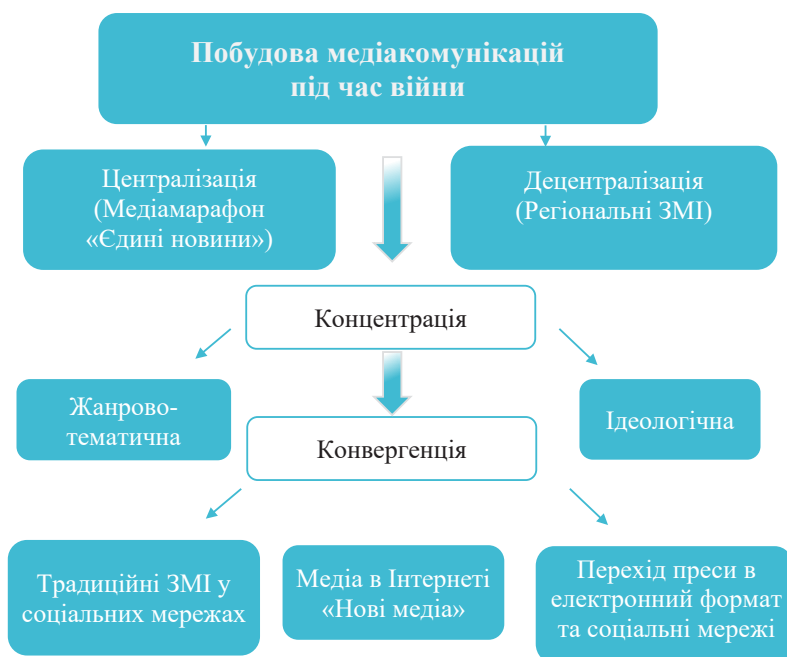 Побудова медіакомунікацій
під час війни
Централізація
(Медіамарафон
«Єдині новини»)
Децентралізація
(Регіональні ЗМІ)
Концентрація
Жанрово-
тематична
Ідеологічна
Конвергенція
Традиційні ЗМІ у
соціальних мережах
Медіа в Інтернеті
«Нові медіа»
Перехід преси в
електронний формат
та соціальні мережі